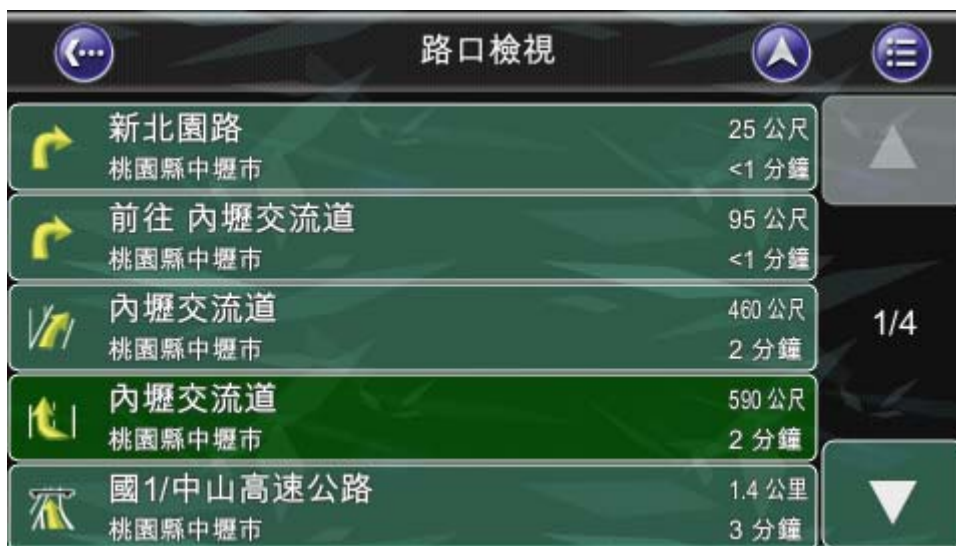 路口檢視
新北園路
25 公尺
桃園縣中壢市
<1 分鐘
前往 內壢交流道
95 公尺
桃園縣中壢市
<1 分鐘
內壢交流道
460 公尺
桃園縣中壢市
2 分鐘
1/4
內壢交流道
590 公尺
桃園縣中壢市
2 分鐘
國1/中山高速公路
1.4 公里
桃園縣中壢市
3 分鐘